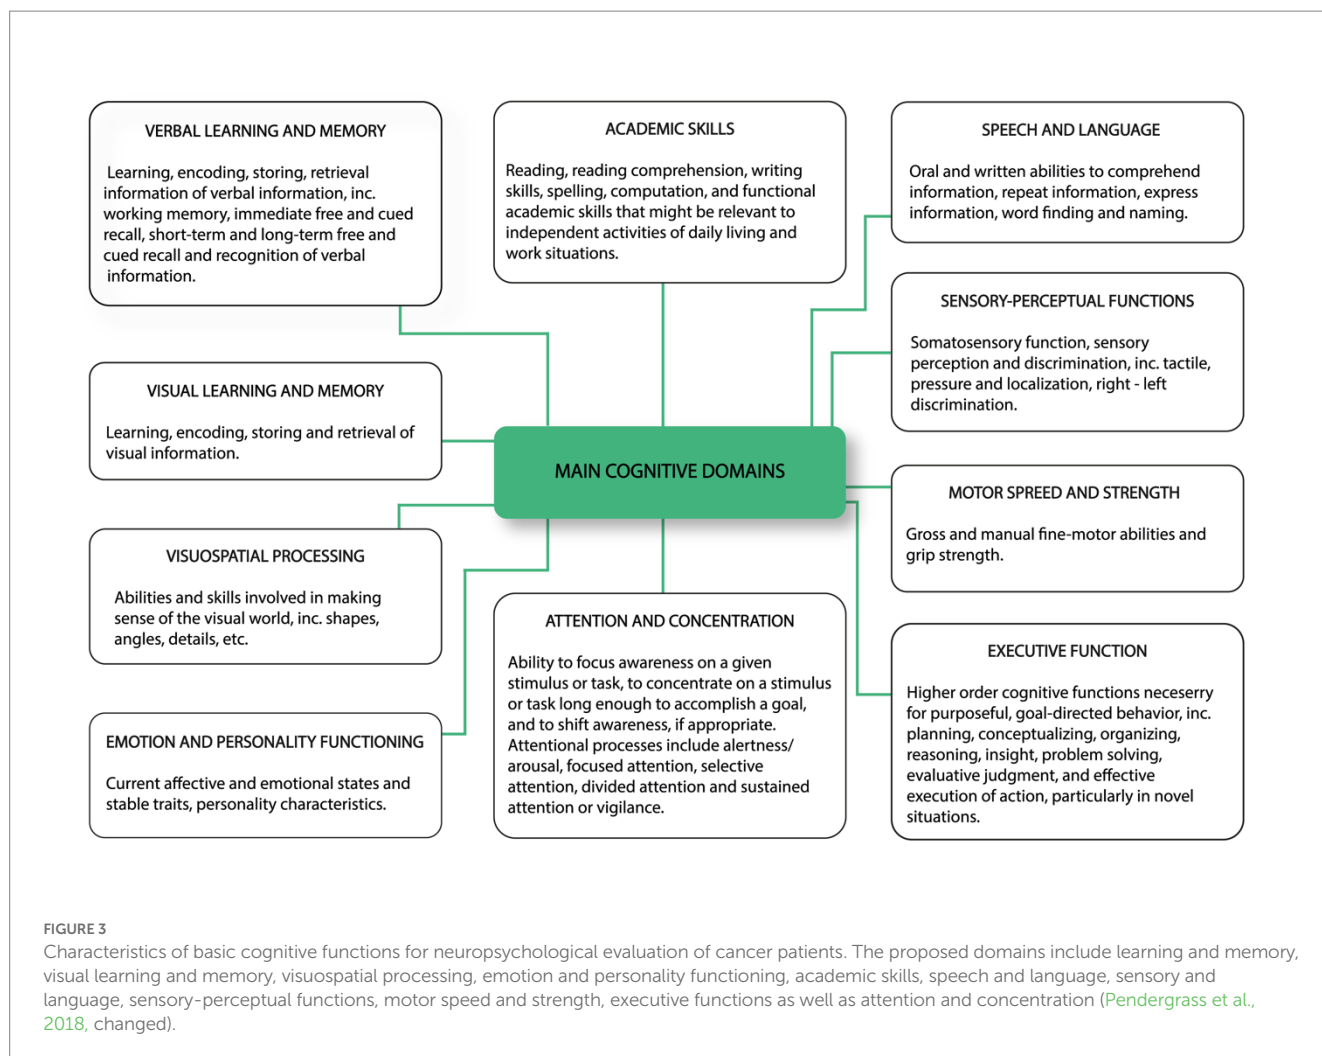 VERBAL LEARNING AND MEMORY
Learning, encoding, storing, retrieval
information of verbal information, inc.
working memory, immediate free and cued
recall, short-term and long-term free and
cued recall and recognition of verbal
information.
ACADEMIC SKILLS
Reading, reading comprehension, writing
skills, spelling, computation, and functional
academic skills that might be relevant to
independent activities of daily living and
work situations.
SPEECH AND LANGUAGE
Oral and written abilities to comprehend
information, repeat information, express
information, word finding and naming.
SENSORY-PERCEPTUAL FUNCTIONS
Somatosensory function, sensory
perception and discrimination, inc. tactile,
pressure and localization, right - left
discrimination.
VISUAL LEARNING AND MEMORY
Learning, encoding, storing and retrieval of
visual information.
MAIN COGNITIVE DOMAINS
MOTOR SPREED AND STRENGTH
Gross and manual fine-motor abilities and
grip strength.
VISUOSPATIAL PROCESSING
Abilities and skills involved in making
sense of the visual world, inc. shapes,
angles, details, etc.
ATTENTION AND CONCENTRATION
Ability to focus awareness on a given
stimulus or task, to concentrate on a stimulus
or task long enough to accomplish a goal,
and to shift awareness, if appropriate.
Attentional processes include alertness/
arousal, focused attention, selective
attention, divided attention and sustained
attention or vigilance.
EXECUTIVE FUNCTION
Higher order cognitive functions neceserry
for purposeful, goal-directed behavior, inc.
planning, conceptualizing, organizing,
reasoning, insight, problem solving,
evaluative judgment, and effective
execution of action, particularly in novel
situations.
EMOTION AND PERSONALITY FUNCTIONING
Current affective and emotional states and
stable traits, personality characteristics.
FIGURE 3
Characteristics of basic cognitive functions for neuropsychological evaluation of cancer patients. The proposed domains include learning and memory,
visual learning and memory, visuospatial processing, emotion and personality functioning, academic skills, speech and language, sensory and
language, sensory-perceptual functions, motor speed and strength, executive functions as well as attention and concentration (Pendergrass et al.,
2018, changed).